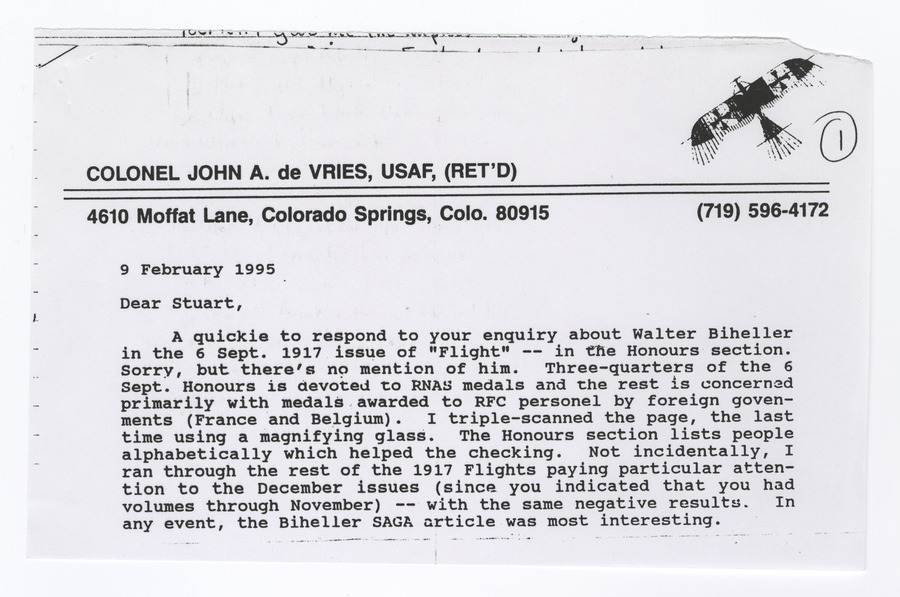 1
COLONEL JOHN A. de VRIES, USAF, (RET'D)
4610 Moffat Lane, Colorado Springs, Colo. 80915 (719) 596-4172
9 February 1995
Dear Stuart,
A quickie to respond to your enquiry about Walter Biheller
in the 6 Sept. 1917 issue of "Flight" -- in the Honours section.
Sorry, but there's no mention of him. Three-quarters of the 6
Sept. Honours is devoted to RNAS medals and the rest is concerned
primarily with medals awarded to RFC personel by foreign goven-
ments (France and Belgium). I triple-scanned the page, the last
time using a magnifying glass. The Honours section lists people
alphabetically which helped the checking. Not incidentally, I
ran through the rest of the 1917 Flights paying particular atten-
tion to the December issues (since you indicated that you had
volumes through November) -- with the same negative results. In
any event, the Biheller SAGA article was most interesting.